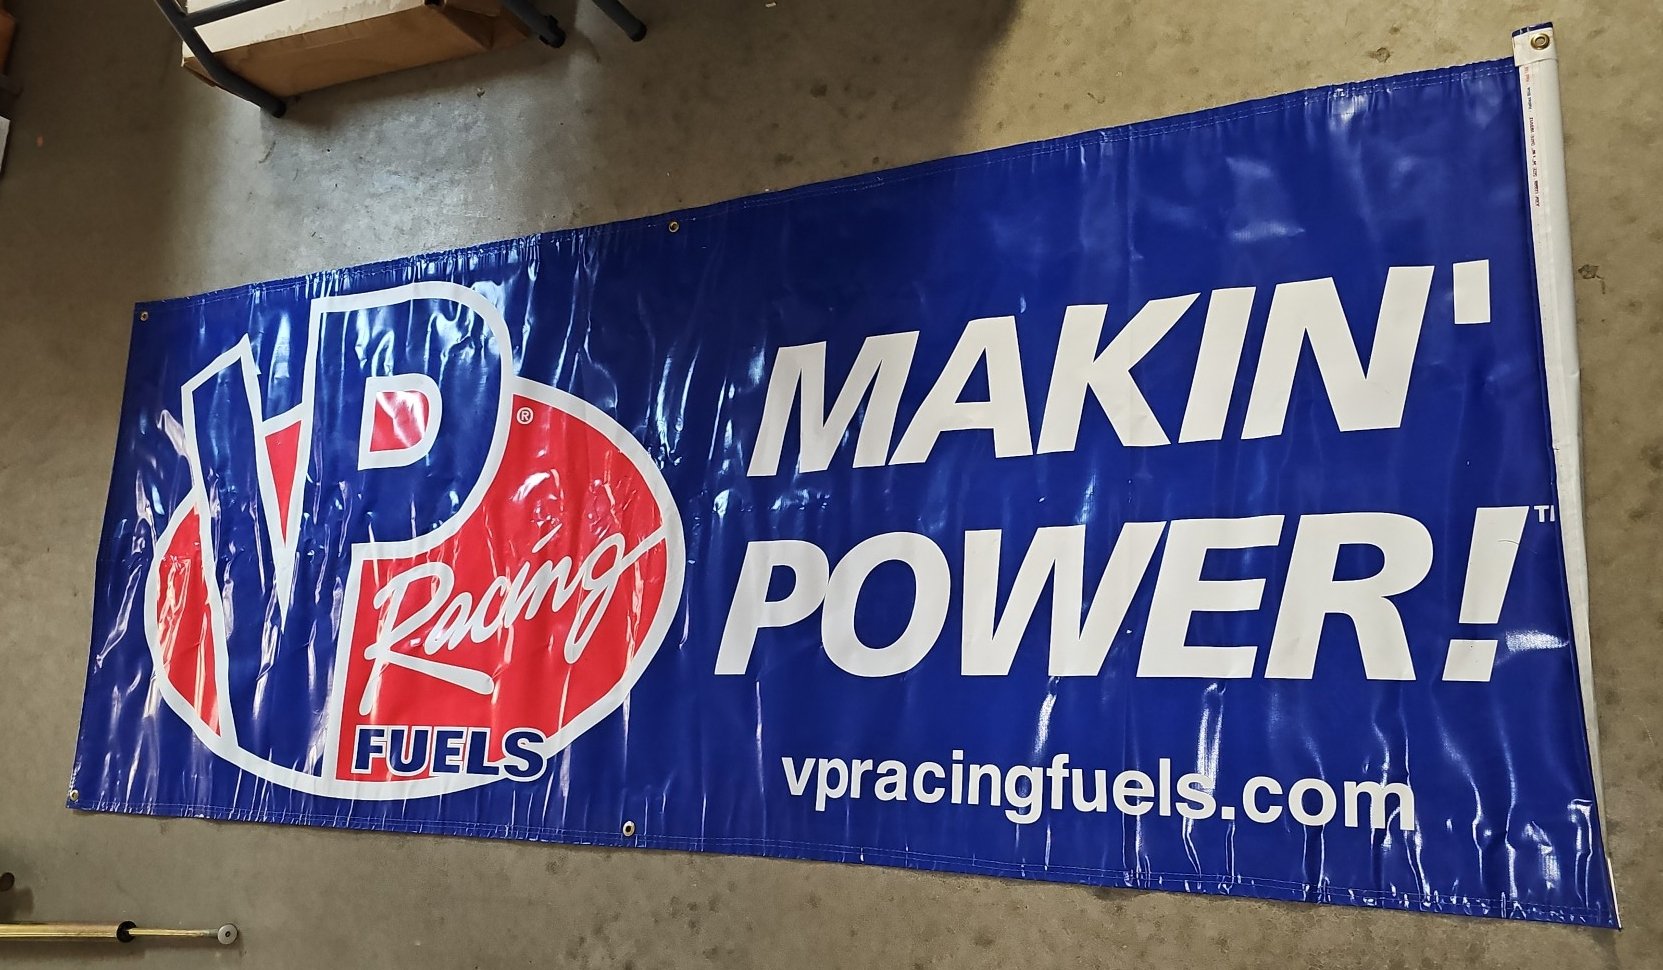 VP®
Racing
FUELS
MAKIN'
POWER!
vpracingfuels.com